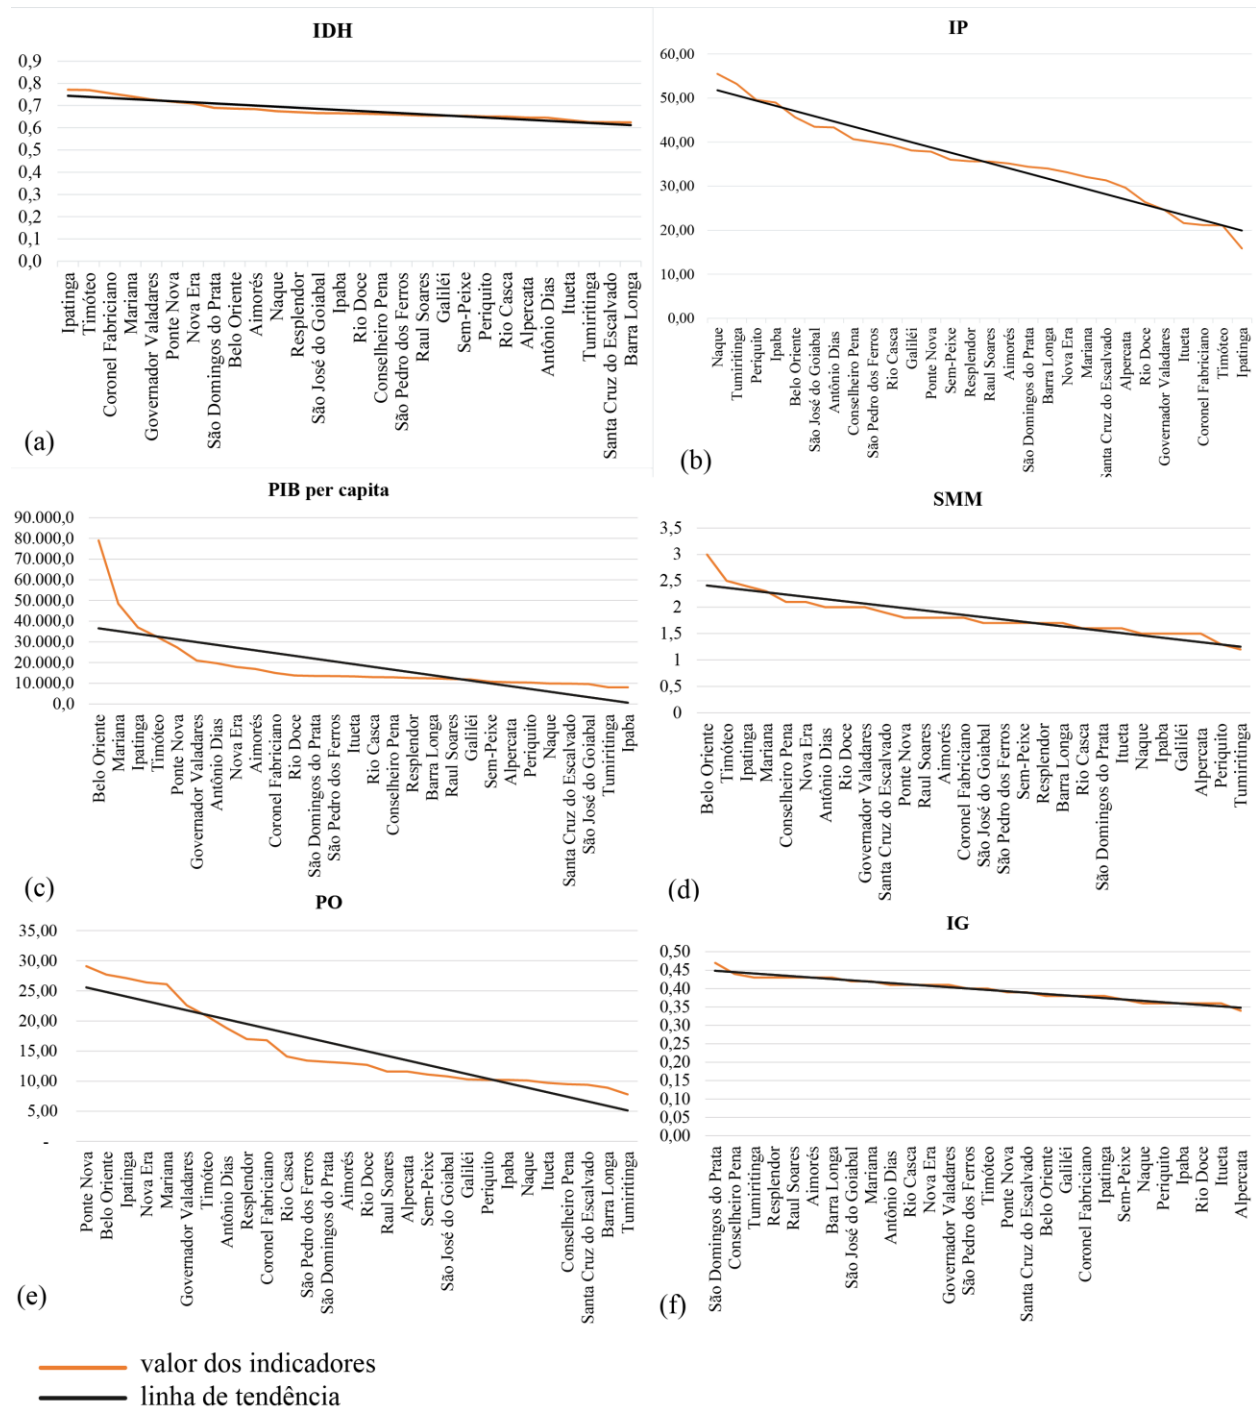 IDH
0,9
0,8
0,7
0,6
0,5
0,4
0,3
0,2
0,1
0,0
Ipatinga
Timóteo
Coronel Fabriciano
Mariana
Governador Valadares
Ponte Nova
Nova Era
São Domingos do Prata
Belo Oriente
Aimorés
Naque
Resplendor
São José do Goiabal
Ipaba
Rio Doce
Conselheiro Pena
São Pedro dos Ferros
Raul Soares
Galiléi
Sem-Peixe
Periquito
Rio Casca
Alpercata
Antônio Dias
Itueta
Tumiritinga
Santa Cruz do Escalvado
Barra Longa
(a)
IP
60,00
50,00
40,00
30,00
20,00
10,00
00,00
Naque
Tumiritinga
Periquito
Ipaba
Belo Oriente
São José do Goiabal
Antônio Dias
Conselheiro Pena
São Pedro dos Ferros
Rio Casca
Galiléi
Ponte Nova
Sem-Peixe
Resplendor
Raul Soares
Aimorés
São Domingos do Prata
Barra Longa
Nova Era
Mariana
Santa Cruz do Escalvado
Alpercata
Rio Doce
Governador Valadares
Itueta
Coronel Fabriciano
Timóteo
Ipatinga
(b)
PIB per capita
90.000,0
80.000,0
70.000,0
60.000,0
50.000,0
40.000,0
30.000,0
20.000,0
10.000,0
0,0
Belo Oriente
Mariana
Ipatinga
Timóteo
Ponte Nova
Governador Valadares
Antônio Dias
Nova Era
Aimorés
Coronel Fabriciano
Rio Doce
São Domingos do Prata
São Pedro dos Ferros
Itueta
Rio Casca
Conselheiro Pena
Resplendor
Barra Longa
Raul Soares
Galiléi
Sem-Peixe
Alpercata
Periquito
Naque
Santa Cruz do Escalvado
São José do Goiabal
Tumiritinga
Ipaba
(c)
SMM
3,5
3
2,5
2
1,5
1
0,5
0
Belo Oriente
Timóteo
Ipatinga
Mariana
Conselheiro Pena
Nova Era
Antônio Dias
Rio Doce
Governador Valadares
Santa Cruz do Escalvado
Ponte Nova
Raul Soares
Aimorés
Coronel Fabriciano
São José do Goiabal
São Pedro dos Ferros
Sem-Peixe
Resplendor
Barra Longa
Rio Casca
São Domingos do Prata
Itueta
Naque
Ipaba
Galiléi
Alpercata
Periquito
Tumiritinga
(d)
PO
35,00
30,00
25,00
20,00
15,00
10,00
5,00
-
Ponte Nova
Belo Oriente
Ipatinga
Nova Era
Mariana
Governador Valadares
Timóteo
Antônio Dias
Resplendor
Coronel Fabriciano
Rio Casca
São Pedro dos Ferros
São Domingos do Prata
Aimorés
Rio Doce
Raul Soares
Alpercata
Sem-Peixe
São José do Goiabal
Galiléi
Periquito
Ipaba
Naque
Itueta
Conselheiro Pena
Santa Cruz do Escalvado
Barra Longa
Tumiritinga
(e)
IG
0,50
0,45
0,40
0,35
0,30
0,25
0,20
0,15
0,10
0,05
0,00
São Domingos do Prata
Conselheiro Pena
Tumiritinga
Resplendor
Raul Soares
Aimorés
Barra Longa
São José do Goiabal
Mariana
Antônio Dias
Rio Casca
Nova Era
Governador Valadares
São Pedro dos Ferros
Timóteo
Ponte Nova
Santa Cruz do Escalvado
Belo Oriente
Galiléi
Coronel Fabriciano
Ipatinga
Sem-Peixe
Naque
Periquito
Ipaba
Rio Doce
Itueta
Alpercata
(f)
valor dos indicadores
linha de tendência